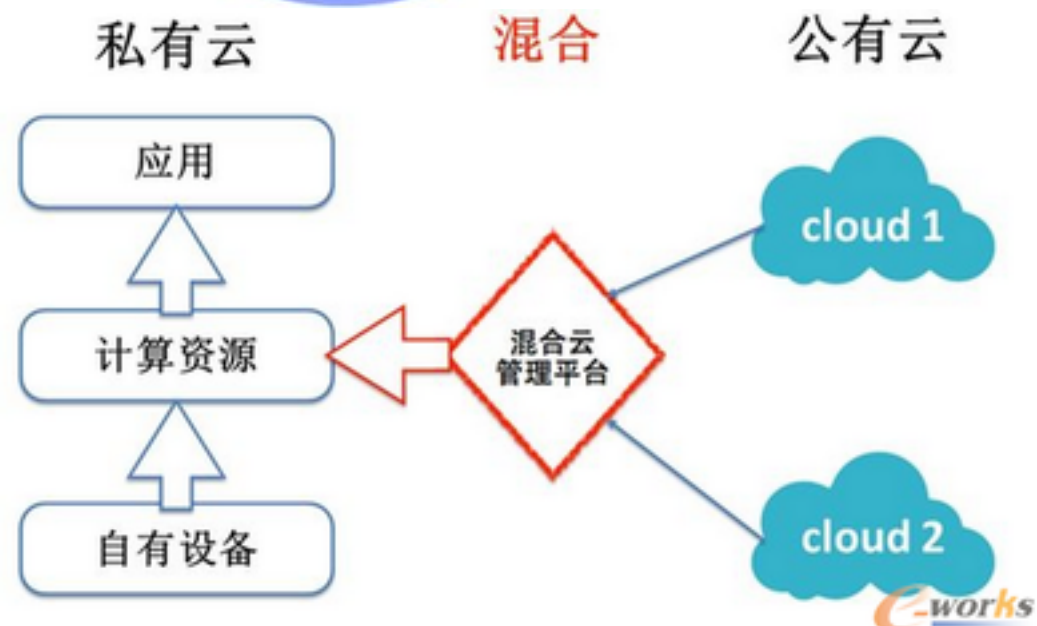 私有云
混合
公有云
应用
cloud 1
混合云
管理平台
计算资源
cloud 2
自有设备
e-works